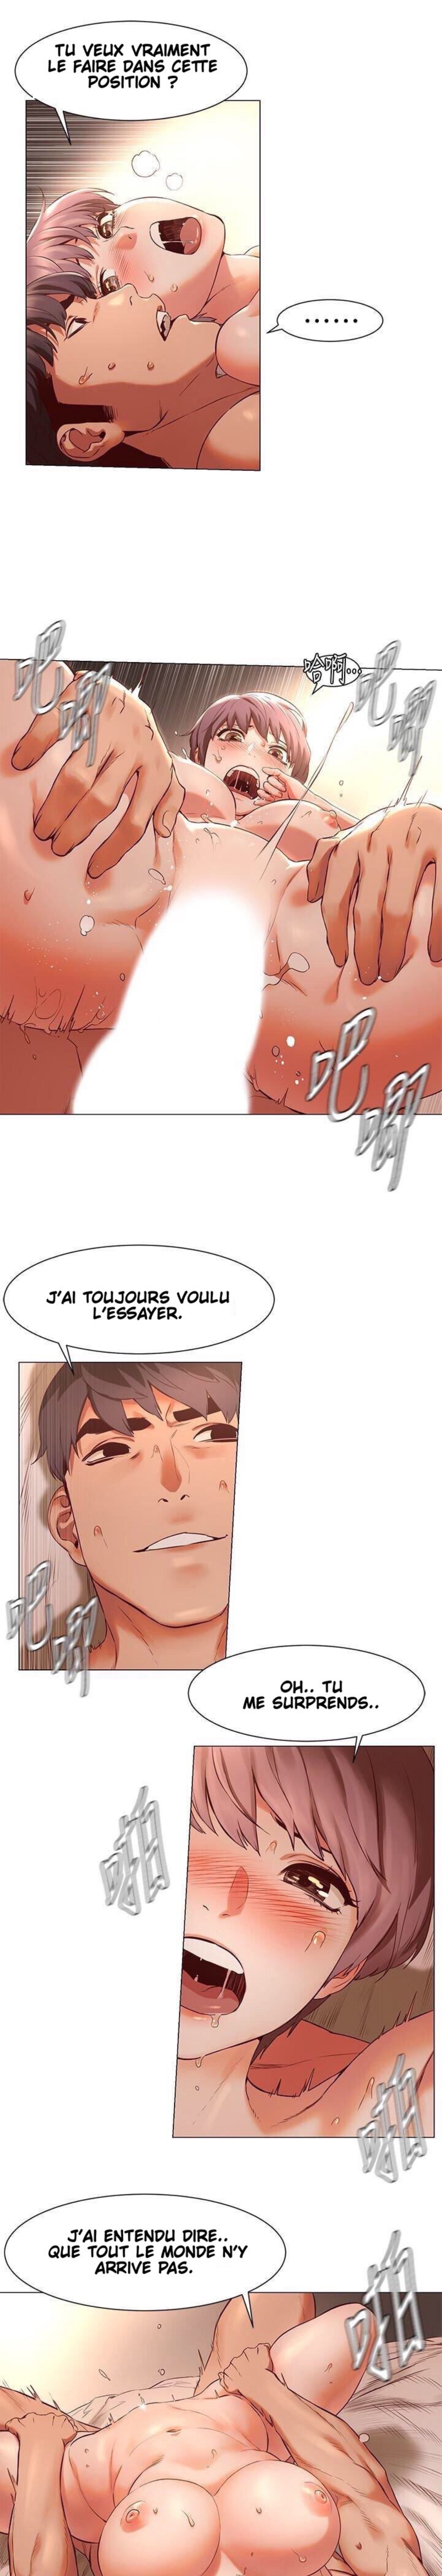 TU VEUX VRAIMENT
LE FAIRE DANS CETTE
POSITION ?
......
吧唧
哈啊...
吧唧
吧唧
J'AI TOUJOURS VOULU
L'ESSAYER.
吧唧
OH.. TU
ME SURPRENDS..
啪
啪
J'AI ENTENDU DIRE..
QUE TOUT LE MONDE N'Y
ARRIVE PAS.
啪